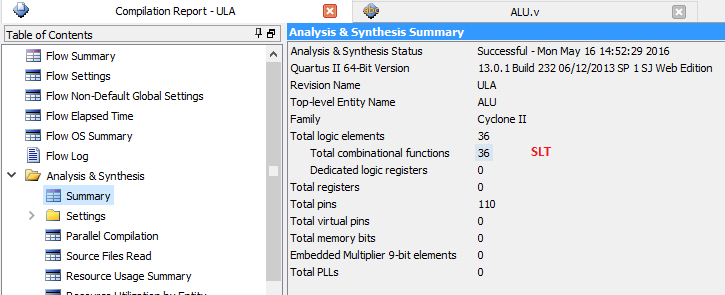 Compilation Report - ULA
ALU.v
Table of Contents
Flow Summary
Flow Settings
Flow Non-Default Global Settings
Flow Elapsed Time
Flow OS Summary
Flow Log
Analysis & Synthesis
Summary
Settings
Parallel Compilation
Source Files Read
Resource Usage Summary
Resource Utilization by Entity
Analysis & Synthesis Summary
Analysis & Synthesis Status Successful - Mon May 16 14:52:29 2016
Quartus II 64-Bit Version 13.0.1 Build 232 06/12/2013 SP 1 SJ Web Edition
Revision Name ULA
Top-level Entity Name ALU
Family Cyclone II
Total logic elements 36
Total combinational functions 36 SLT
Dedicated logic registers 0
Total registers 0
Total pins 110
Total virtual pins 0
Total memory bits 0
Embedded Multiplier 9-bit elements 0
Total PLLs 0